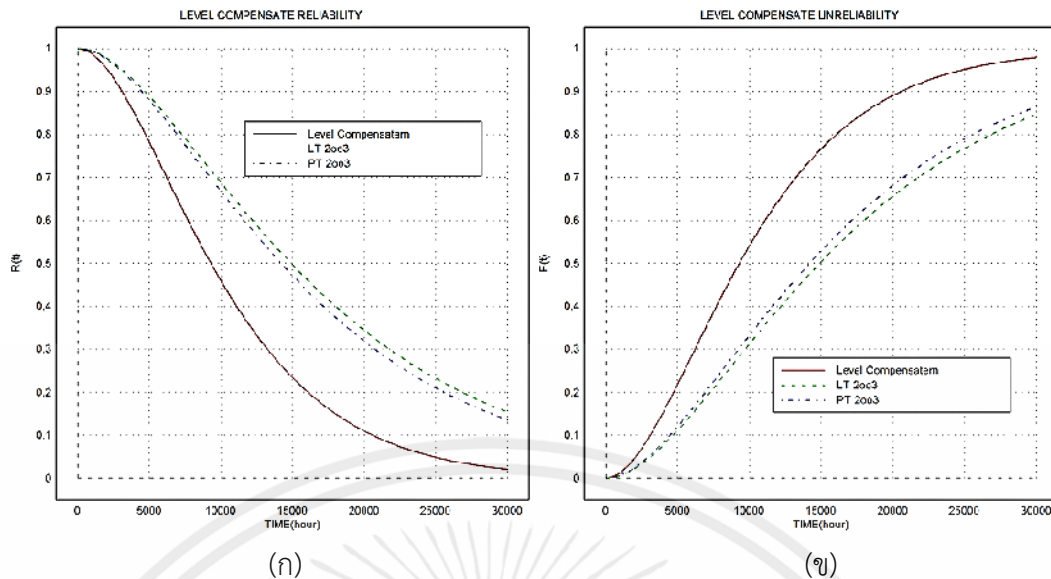 LEVEL COMPENSATE RELIABILITY
1
0.9
0.8
0.7
0.6
0.5
0.4
0.3
0.2
0.1
0
R(t)
Level Compensatem
LT 2oo3
PT 2oo3
0 5000 10000 15000 20000 25000 30000
TIME(hour)
(ก)
LEVEL COMPENSATE UNRELIABILITY
1
0.9
0.8
0.7
0.6
0.5
0.4
0.3
0.2
0.1
0
F(t)
Level Compensatem
LT 2oo3
PT 2oo3
0 5000 10000 15000 20000 25000 30000
TIME(hour)
(ข)